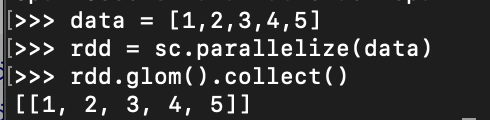 [>>> data = [1,2,3,4,5]
[>>> rdd = sc.parallelize(data)
[>>> rdd.glom().collect()
[[1, 2, 3, 4, 5]]